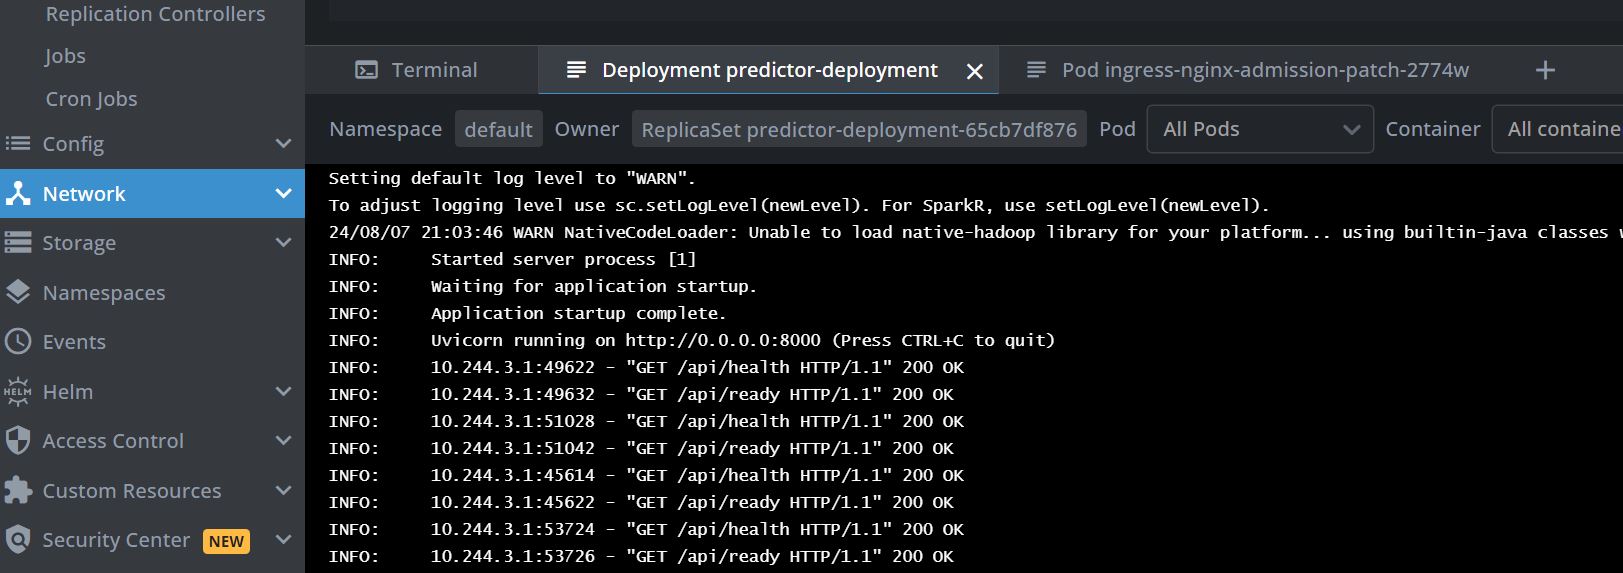 Replication Controllers
Jobs
Cron Jobs
Config
Network
Storage
Namespaces
Events
HELM Helm
Access Control
Custom Resources
Security Center NEW
Terminal Deployment predictor-deployment Pod ingress-nginx-admission-patch-2774w
Namespace default Owner ReplicaSet predictor-deployment-65cb7df876 Pod All Pods Container All containe
Setting default log level to "WARN".
To adjust logging level use sc.setLogLevel(newLevel). For SparkR, use setLogLevel(newLevel).
24/08/07 21:03:46 WARN NativeCodeLoader: Unable to load native-hadoop library for your platform... using builtin-java classes w
INFO: Started server process [1]
INFO: Waiting for application startup.
INFO: Application startup complete.
INFO: Uvicorn running on http://0.0.0.0:8000 (Press CTRL+C to quit)
INFO: 10.244.3.1:49622 - "GET /api/health HTTP/1.1" 200 OK
INFO: 10.244.3.1:49632 - "GET /api/ready HTTP/1.1" 200 OK
INFO: 10.244.3.1:51028 - "GET /api/health HTTP/1.1" 200 OK
INFO: 10.244.3.1:51042 - "GET /api/ready HTTP/1.1" 200 OK
INFO: 10.244.3.1:45614 - "GET /api/health HTTP/1.1" 200 OK
INFO: 10.244.3.1:45622 - "GET /api/ready HTTP/1.1" 200 OK
INFO: 10.244.3.1:53724 - "GET /api/health HTTP/1.1" 200 OK
INFO: 10.244.3.1:53726 - "GET /api/ready HTTP/1.1" 200 OK